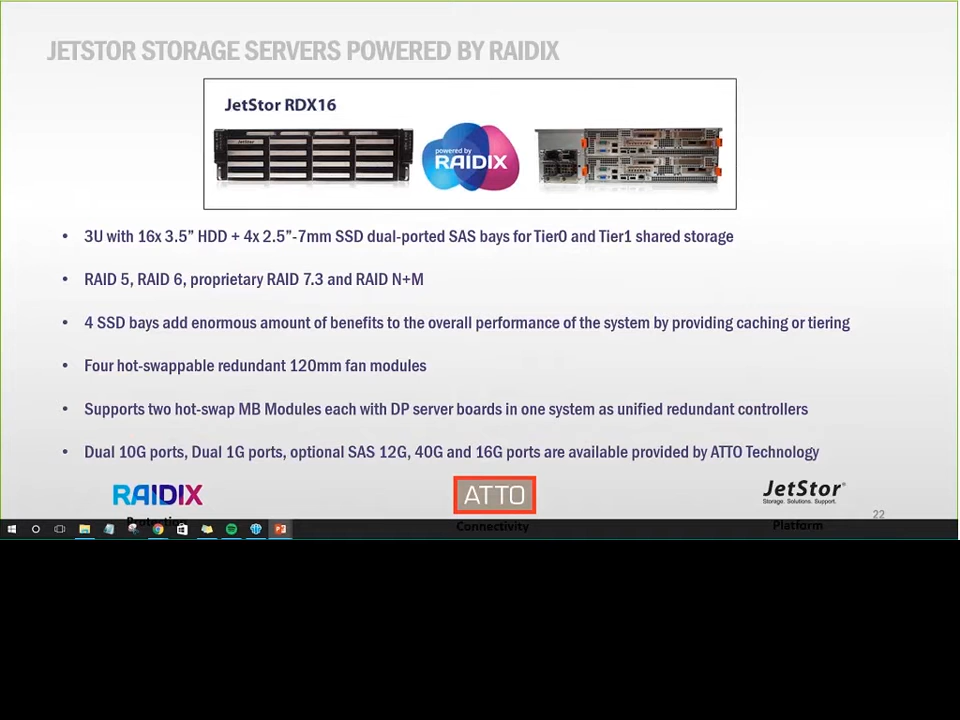 JETSTOR STORAGE SERVERS POWERED BY RAIDIX
JetStor RDX16
powered by
RAIDIX
• 3U with 16x 3.5” HDD + 4x 2.5”-7mm SSD dual-ported SAS bays for Tier0 and Tier1 shared storage
• RAID 5, RAID 6, proprietary RAID 7.3 and RAID N+M
• 4 SSD bays add enormous amount of benefits to the overall performance of the system by providing caching or tiering
• Four hot-swappable redundant 120mm fan modules
• Supports two hot-swap MB Modules each with DP server boards in one system as unified redundant controllers
• Dual 10G ports, Dual 1G ports, optional SAS 12G, 40G and 16G ports are available provided by ATTO Technology
RAIDIX
ATTO
JetStor®
Storage. Solutions. Support.
22
Connectivity
Platform